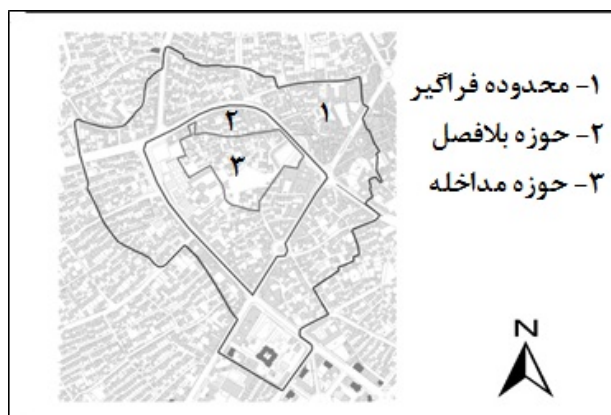 ۱- محدوده فراگیر
۲- حوزه بلافصل
۳- حوزه مداخله
۱
۲
۳
N